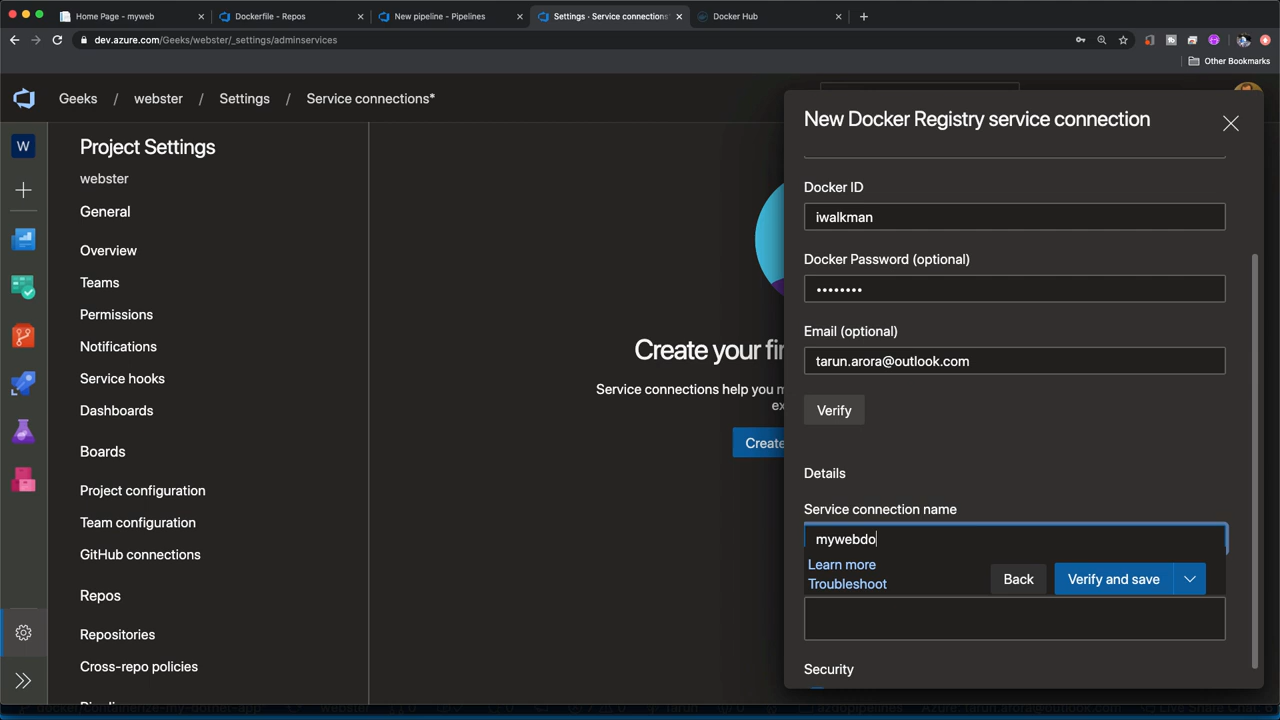 Home Page - myweb
Dockerfile - Repos
New pipeline - Pipelines
Settings · Service connections
Docker Hub
dev.azure.com/Geeks/webster/_settings/adminservices
Other Bookmarks
Geeks / webster / Settings / Service connections*
W
Project Settings
webster
General
Overview
Teams
Permissions
Notifications
Service hooks
Dashboards
Boards
Project configuration
Team configuration
GitHub connections
Repos
Repositories
Cross-repo policies
Create your fir
Service connections help you m
ex
Create
New Docker Registry service connection
Docker ID
iwalkman
Docker Password (optional)
••••••••
Email (optional)
tarun.arora@outlook.com
Verify
Details
Service connection name
mywebdo
Learn more
Troubleshoot
Back
Verify and save
Security